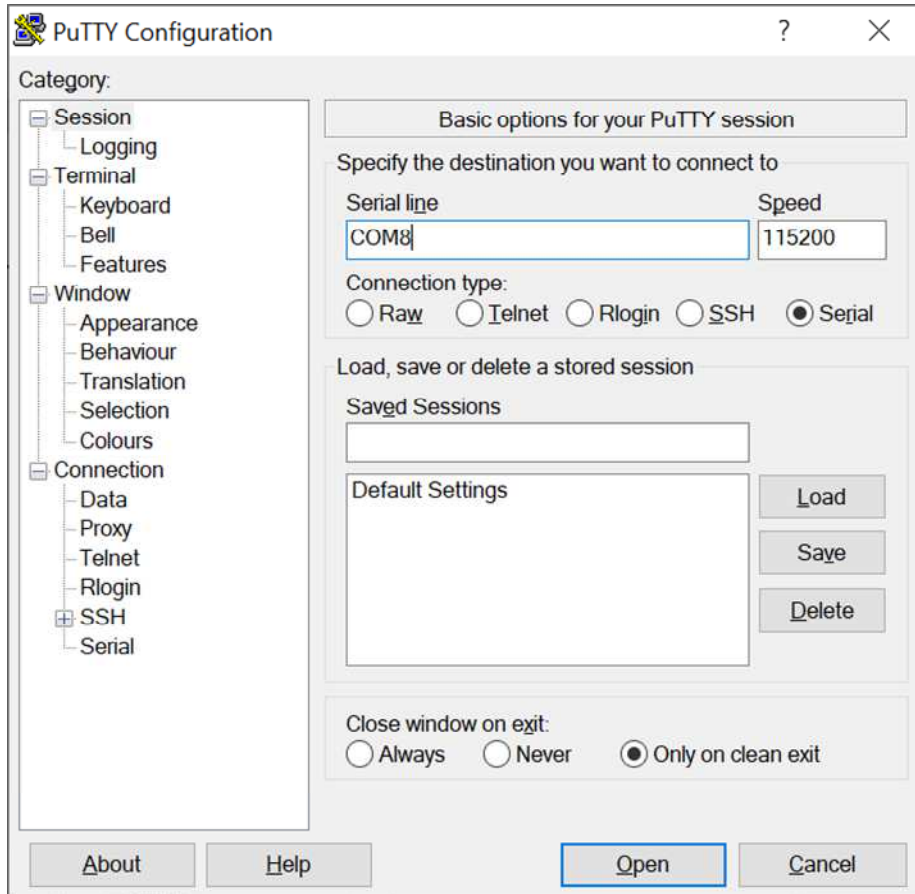 PuTTY Configuration
?
Category:
Session
Logging
Terminal
Keyboard
Bell
Features
Window
Appearance
Behaviour
Translation
Selection
Colours
Connection
Data
Proxy
Telnet
Rlogin
SSH
Serial
Basic options for your PuTTY session
Specify the destination you want to connect to
Serial line Speed
COM8 115200
Connection type:
Raw Telnet Rlogin SSH Serial
Load, save or delete a stored session
Saved Sessions
Default Settings
Load
Save
Delete
Close window on exit:
Always Never Only on clean exit
About Help Open Cancel